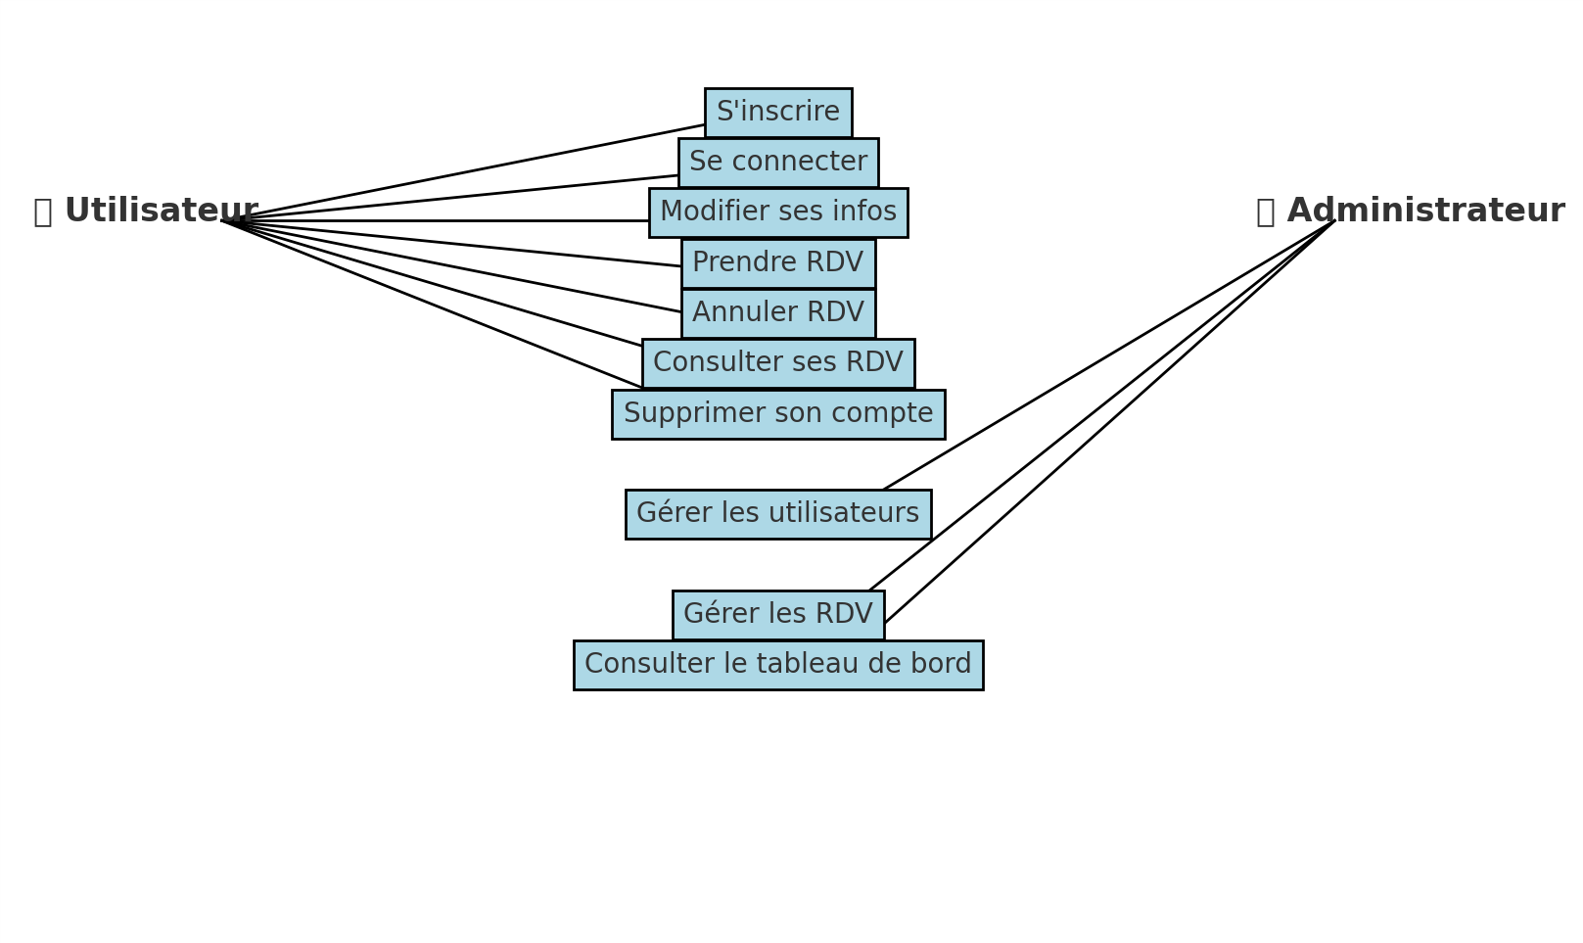 S'inscrire
Se connecter
Utilisateur
Modifier ses infos
Administrateur
Prendre RDV
Annuler RDV
Consulter ses RDV
Supprimer son compte
Gérer les utilisateurs
Gérer les RDV
Consulter le tableau de bord